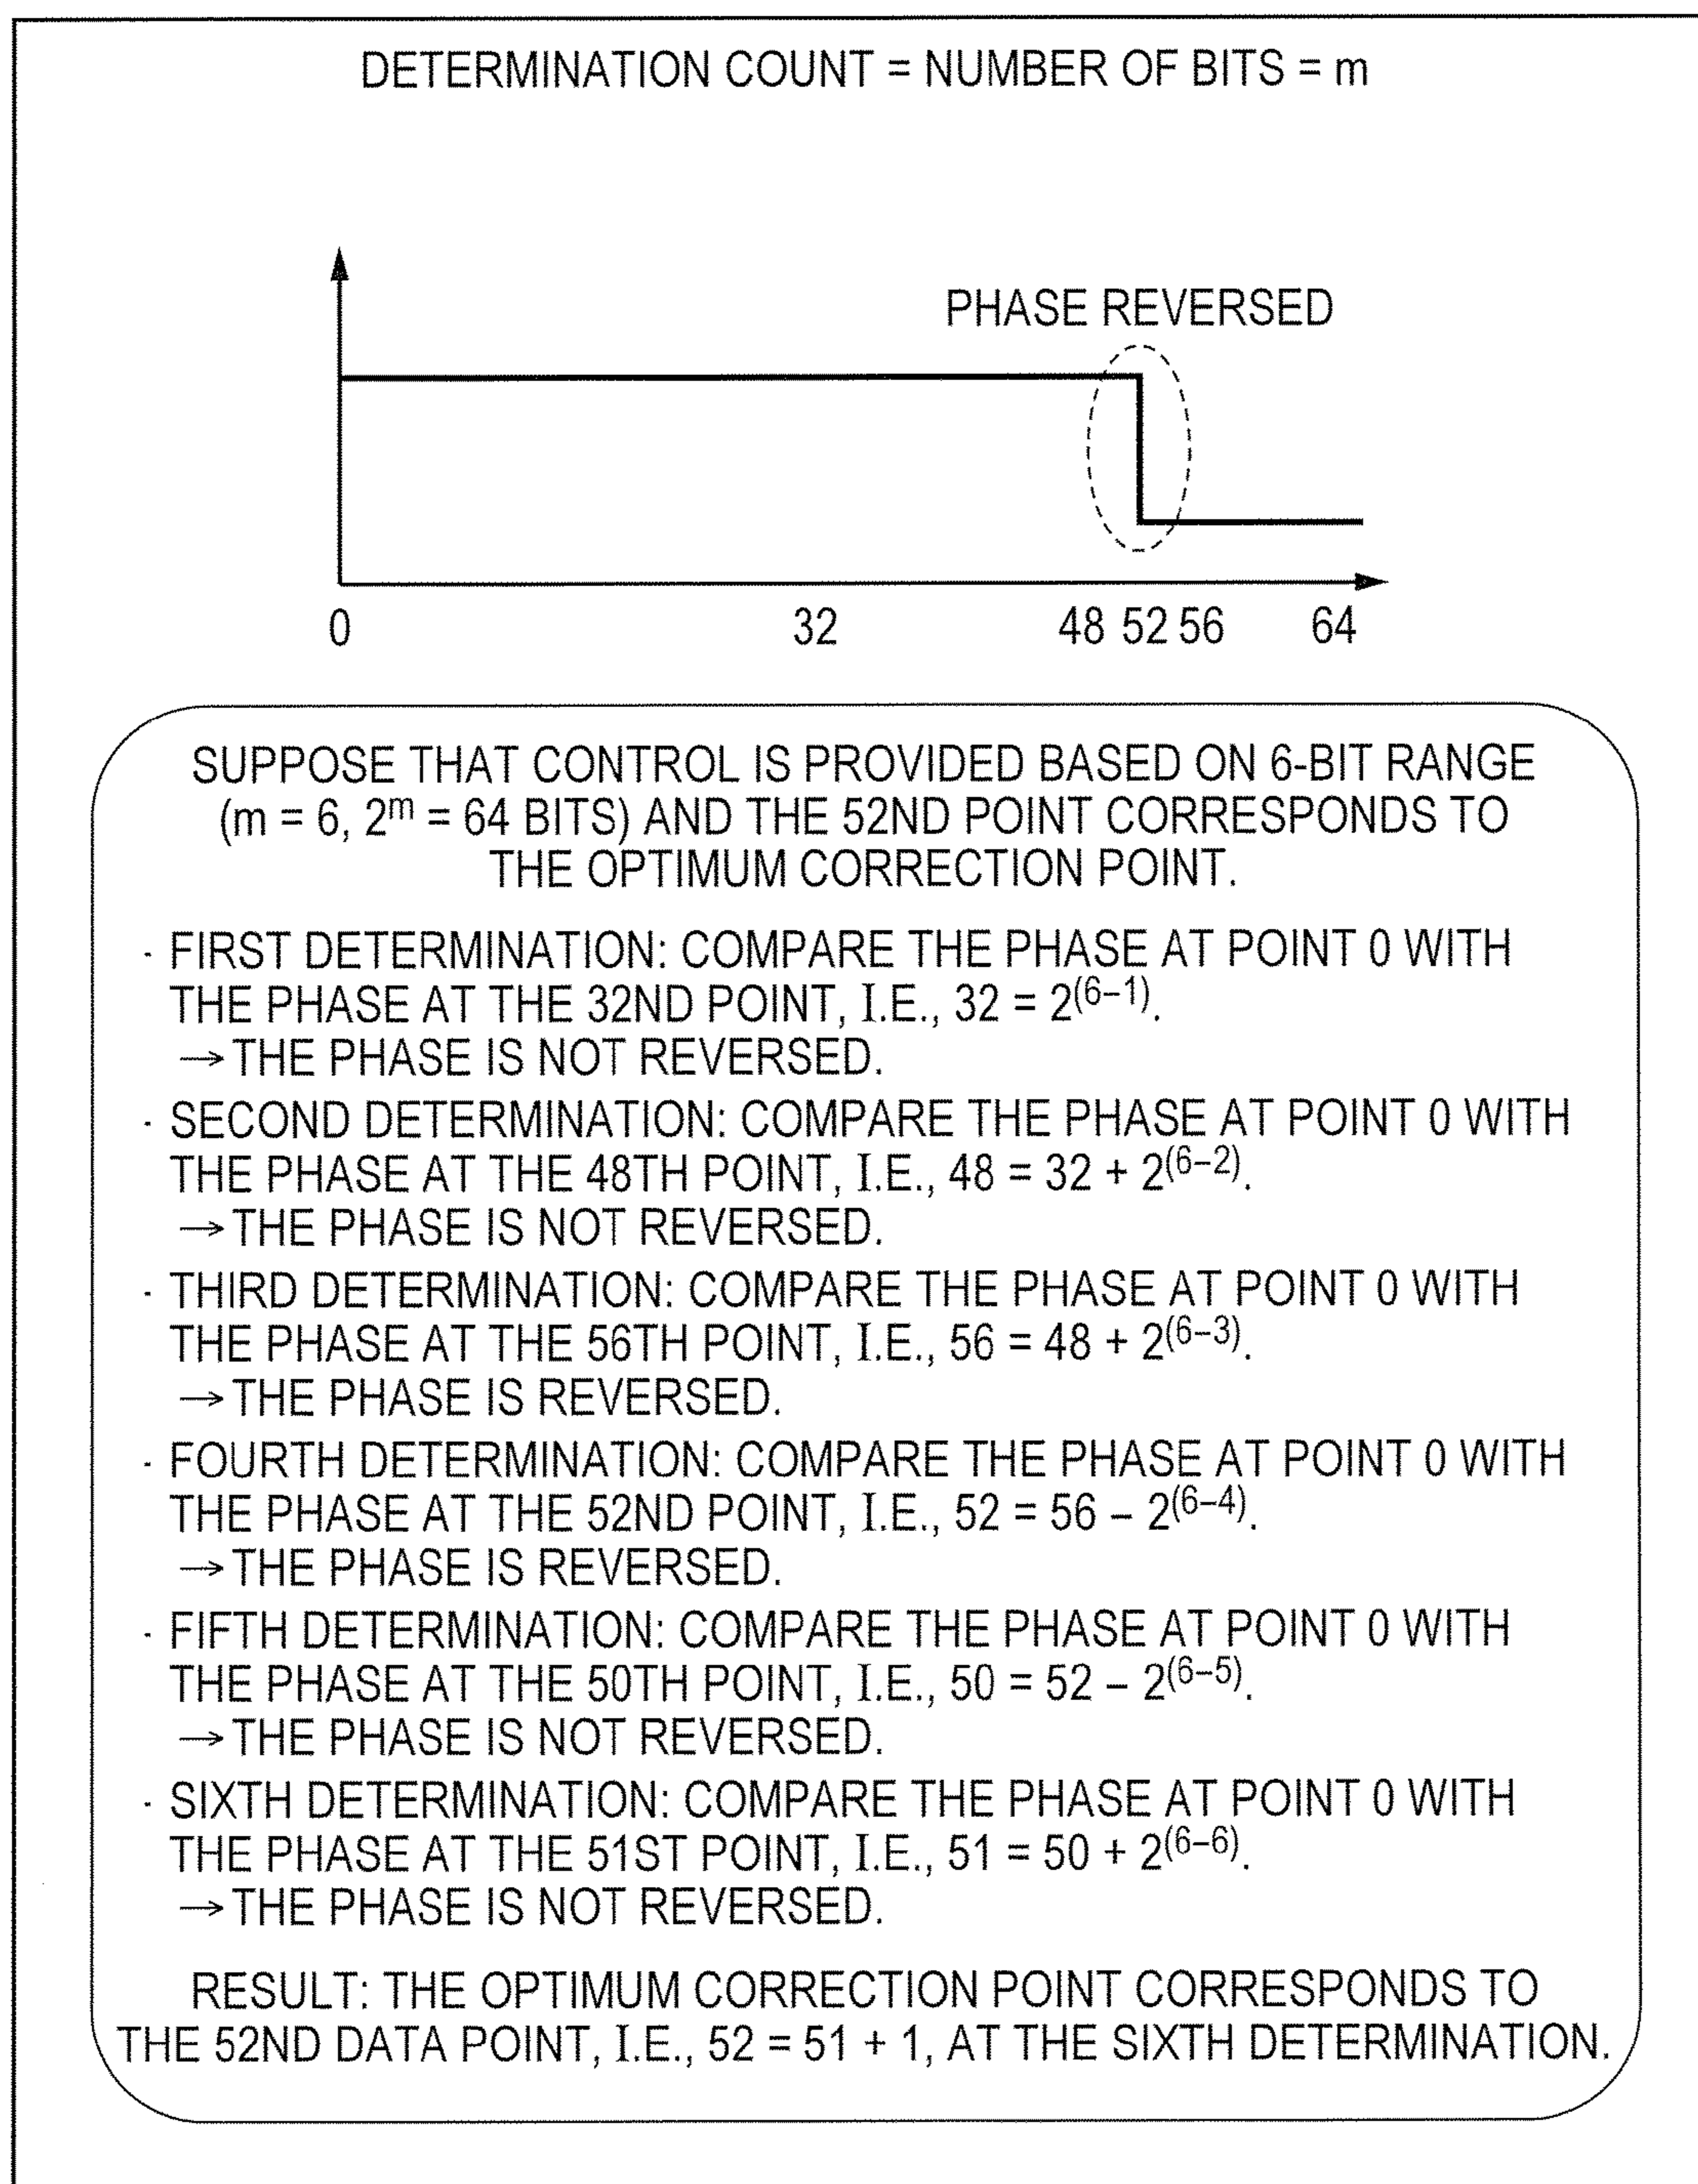 DETERMINATION COUNT = NUMBER OF BITS = m
PHASE REVERSED
0 32 48 52 56 64
SUPPOSE THAT CONTROL IS PROVIDED BASED ON 6-BIT RANGE
(m = 6, 2^m = 64 BITS) AND THE 52ND POINT CORRESPONDS TO
THE OPTIMUM CORRECTION POINT.
- FIRST DETERMINATION: COMPARE THE PHASE AT POINT 0 WITH
THE PHASE AT THE 32ND POINT, I.E., 32 = 2^(6–1).
→ THE PHASE IS NOT REVERSED.
- SECOND DETERMINATION: COMPARE THE PHASE AT POINT 0 WITH
THE PHASE AT THE 48TH POINT, I.E., 48 = 32 + 2^(6–2).
→ THE PHASE IS NOT REVERSED.
- THIRD DETERMINATION: COMPARE THE PHASE AT POINT 0 WITH
THE PHASE AT THE 56TH POINT, I.E., 56 = 48 + 2^(6–3).
→ THE PHASE IS REVERSED.
- FOURTH DETERMINATION: COMPARE THE PHASE AT POINT 0 WITH
THE PHASE AT THE 52ND POINT, I.E., 52 = 56 – 2^(6–4).
→ THE PHASE IS REVERSED.
- FIFTH DETERMINATION: COMPARE THE PHASE AT POINT 0 WITH
THE PHASE AT THE 50TH POINT, I.E., 50 = 52 – 2^(6–5).
→ THE PHASE IS NOT REVERSED.
- SIXTH DETERMINATION: COMPARE THE PHASE AT POINT 0 WITH
THE PHASE AT THE 51ST POINT, I.E., 51 = 50 + 2^(6–6).
→ THE PHASE IS NOT REVERSED.
RESULT: THE OPTIMUM CORRECTION POINT CORRESPONDS TO
THE 52ND DATA POINT, I.E., 52 = 51 + 1, AT THE SIXTH DETERMINATION.